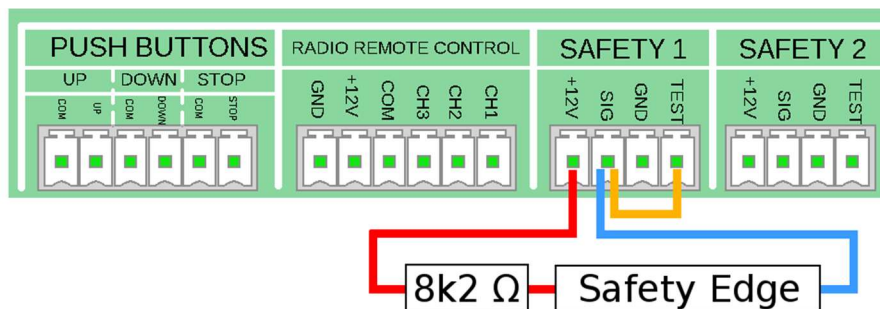 PUSH BUTTONS
UP DOWN STOP
COM UP COM DOWN COM STOP
RADIO REMOTE CONTROL
GND +12V COM CH3 CH2 CH1
SAFETY 1
+12V SIG GND TEST
SAFETY 2
+12V SIG GND TEST
8k2 Ω
Safety Edge